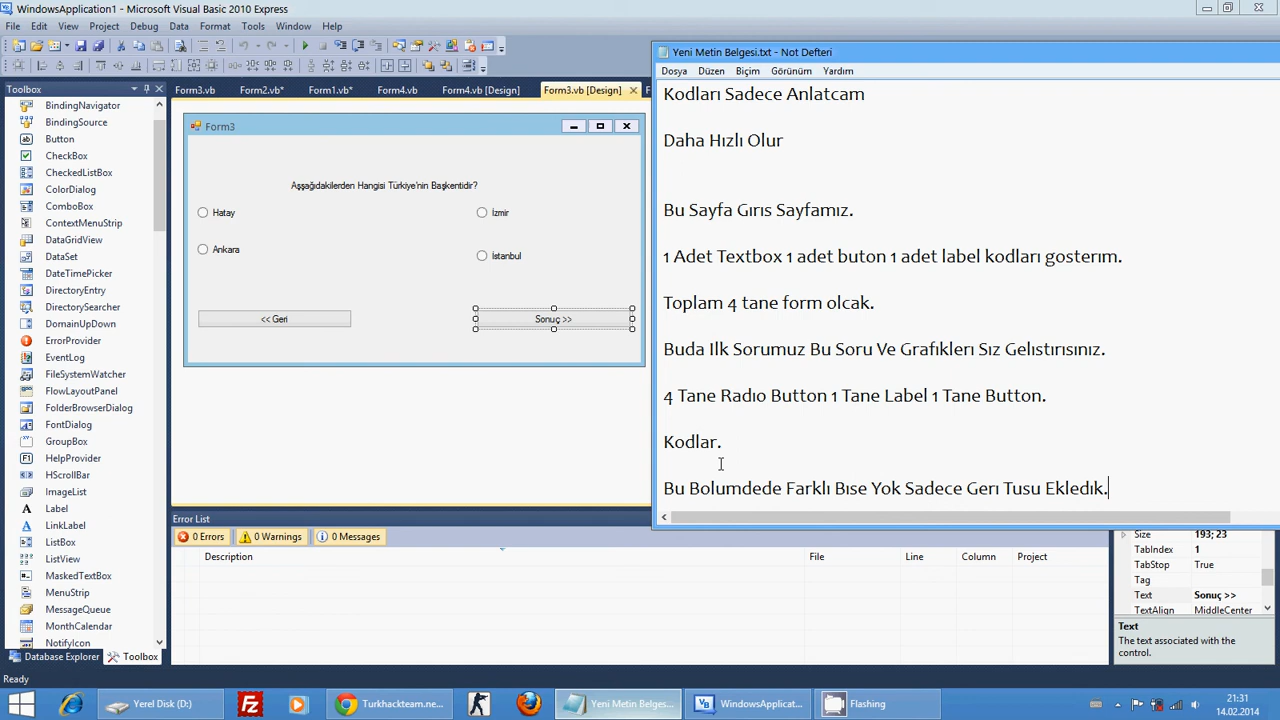 WindowsApplication1 - Microsoft Visual Basic 2010 Express
File Edit View Project Debug Data Format Tools Window Help
Toolbox
BindingNavigator
BindingSource
Button
CheckBox
CheckedListBox
ColorDialog
ComboBox
ContextMenuStrip
DataGridView
DataSet
DateTimePicker
DirectoryEntry
DirectorySearcher
DomainUpDown
ErrorProvider
EventLog
FileSystemWatcher
FlowLayoutPanel
FolderBrowserDialog
FontDialog
GroupBox
HelpProvider
HScrollBar
ImageList
Label
LinkLabel
ListBox
ListView
MaskedTextBox
MenuStrip
MessageQueue
MonthCalendar
NotifyIcon
Database Explorer Toolbox
Form3.vb Form2.vb* Form1.vb* Form4.vb Form4.vb [Design] Form3.vb [Design]
Form3
Aşşağıdakilerden Hangisi Türkiye'nin Başkentidir?
Hatay İzmir
Ankara İstanbul
<< Geri Sonuç >>
Yeni Metin Belgesi.txt - Not Defteri
Dosya Düzen Biçim Görünüm Yardım
Kodları Sadece Anlatcam
Daha Hızlı Olur
Bu Sayfa Gırıs Sayfamız.
1 Adet Textbox 1 adet buton 1 adet label kodları gosterım.
Toplam 4 tane form olcak.
Buda Ilk Sorumuz Bu Soru Ve Grafıklerı Sız Gelıstırısınız.
4 Tane Radıo Button 1 Tane Label 1 Tane Button.
Kodlar.
Bu Bolumdede Farklı Bıse Yok Sadece Gerı Tusu Ekledık.
Error List
0 Errors 0 Warnings 0 Messages
Description File Line Column Project
Size 193; 23
TabIndex 1
TabStop True
Tag
Text Sonuç >>
TextAlign MiddleCenter
Text
The text associated with the control.
Ready
Yerel Disk (D:) Turkhackteam.ne... Yeni Metin Belgesi.t... WindowsApplicat... Flashing
21:31
14.02.2014